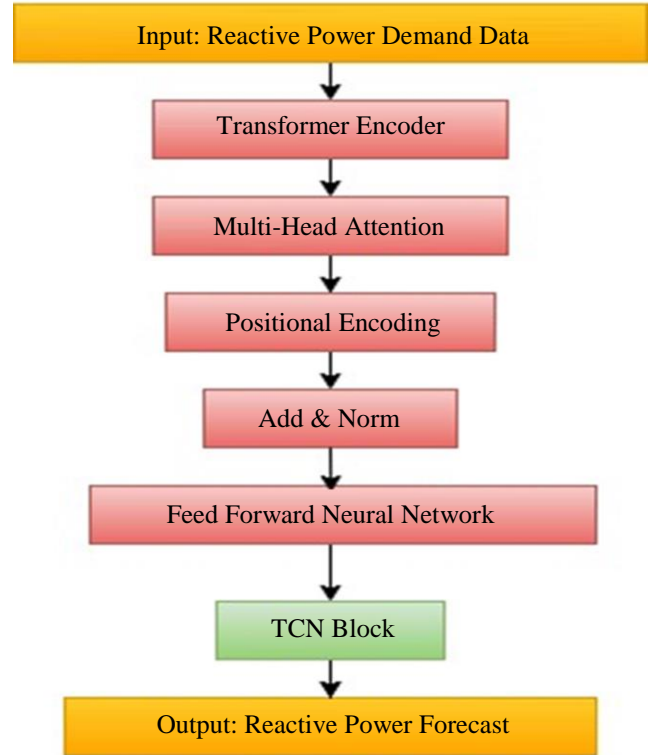 Input: Reactive Power Demand Data
Transformer Encoder
Multi-Head Attention
Positional Encoding
Add & Norm
Feed Forward Neural Network
TCN Block
Output: Reactive Power Forecast